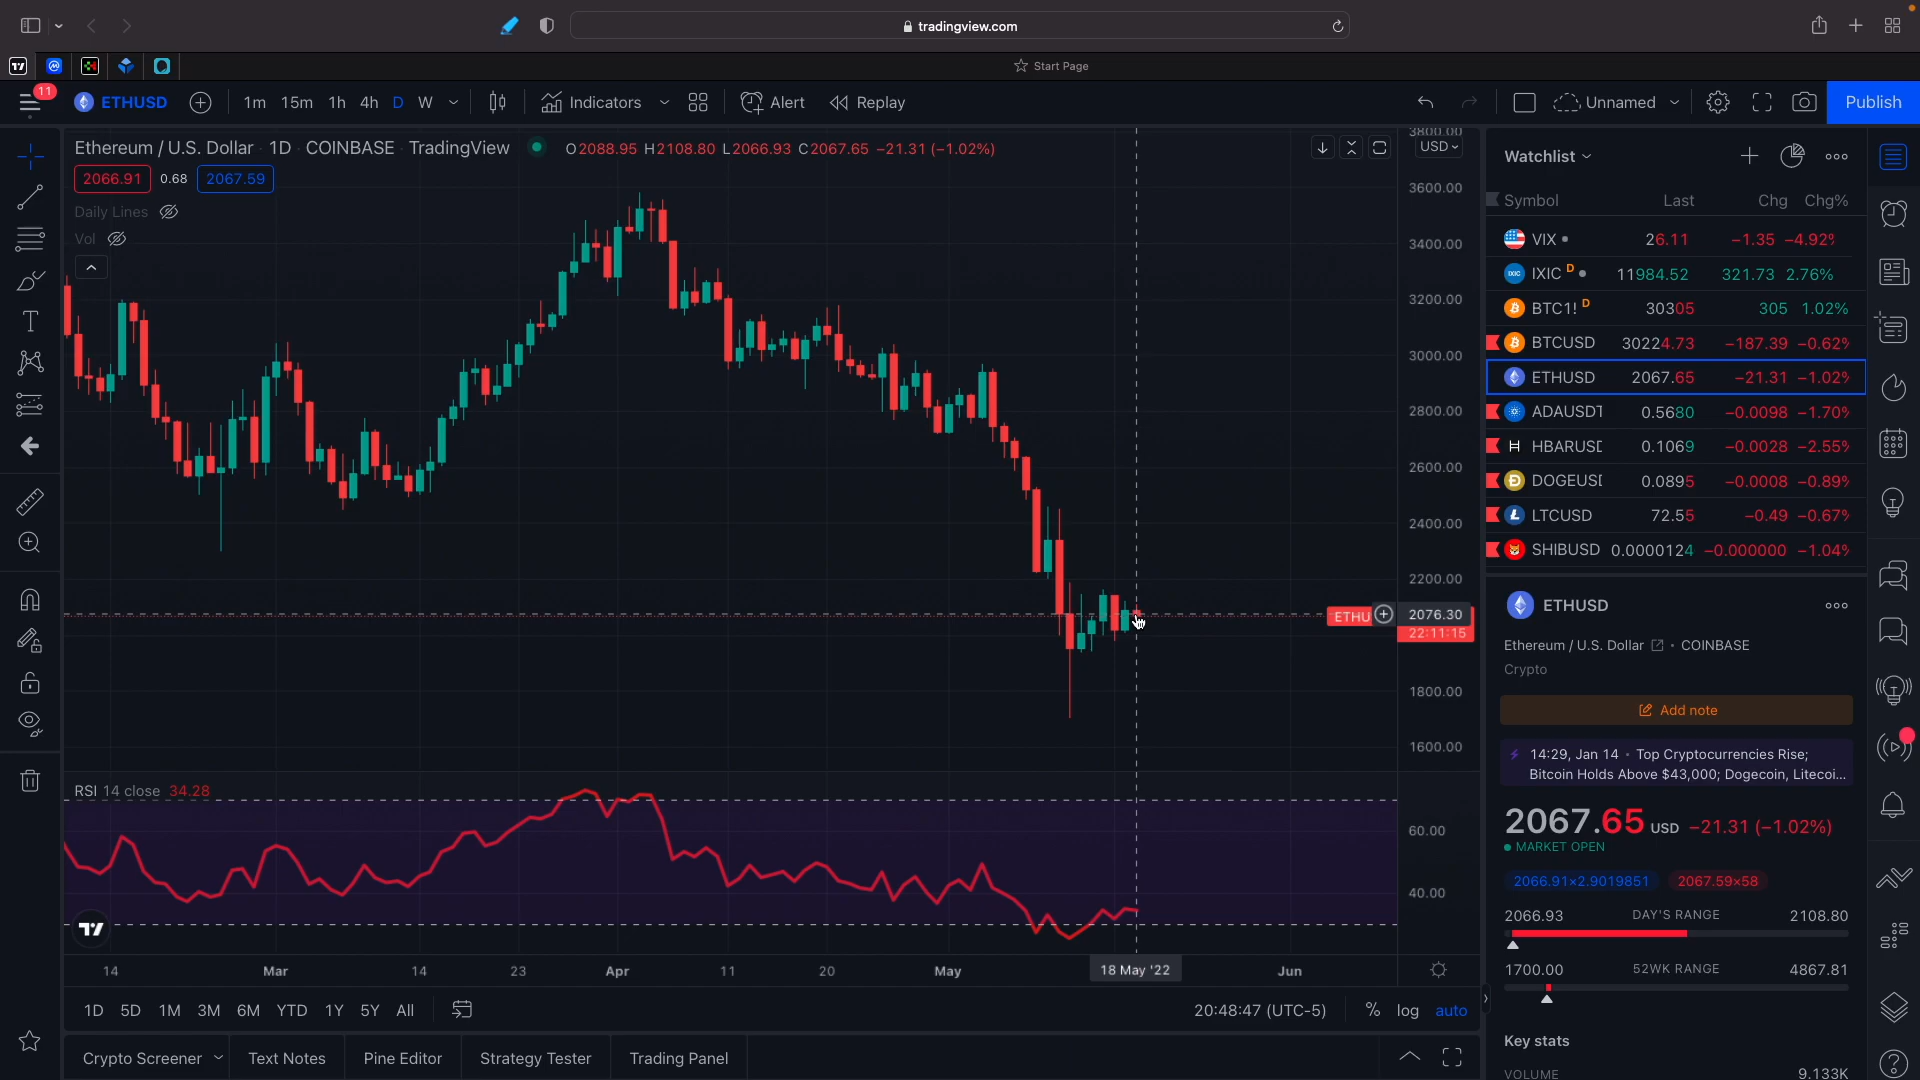 tradingview.com
Start Page
11
ETHUSD
1m 15m 1h 4h D W
Indicators
Alert
Replay
Unnamed
Publish
Ethereum / U.S. Dollar 1D COINBASE TradingView
O2088.95 H2108.80 L2066.93 C2067.65 −21.31 (−1.02%)
2066.91 0.68 2067.59
Daily Lines
Vol
3800.00
USD
3600.00
3400.00
3200.00
3000.00
2800.00
2600.00
2400.00
2200.00
ETHU
2076.30
22:11:15
1800.00
1600.00
RSI 14 close 34.28
60.00
40.00
14 Mar 14 23 Apr 11 20 May 18 May '22 Jun
1D 5D 1M 3M 6M YTD 1Y 5Y All
20:48:47 (UTC-5) % log auto
Crypto Screener Text Notes Pine Editor Strategy Tester Trading Panel
Watchlist
Symbol Last Chg Chg%
VIX 26.11 −1.35 −4.92%
IXIC D 11984.52 321.73 2.76%
BTC1! D 30305 305 1.02%
BTCUSD 30224.73 −187.39 −0.62%
ETHUSD 2067.65 −21.31 −1.02%
ADAUSDT 0.5680 −0.0098 −1.70%
HBARUSD 0.1069 −0.0028 −2.55%
DOGEUSD 0.0895 −0.0008 −0.89%
LTCUSD 72.55 −0.49 −0.67%
SHIBUSD 0.0000124 −0.000000 −1.04%
ETHUSD
Ethereum / U.S. Dollar • COINBASE
Crypto
Add note
14:29, Jan 14 • Top Cryptocurrencies Rise;
Bitcoin Holds Above $43,000; Dogecoin, Litecoi...
2067.65 USD −21.31 (−1.02%)
MARKET OPEN
2066.91×2.9019851 2067.59×58
2066.93 DAY'S RANGE 2108.80
1700.00 52WK RANGE 4867.81
Key stats
VOLUME 9.133K